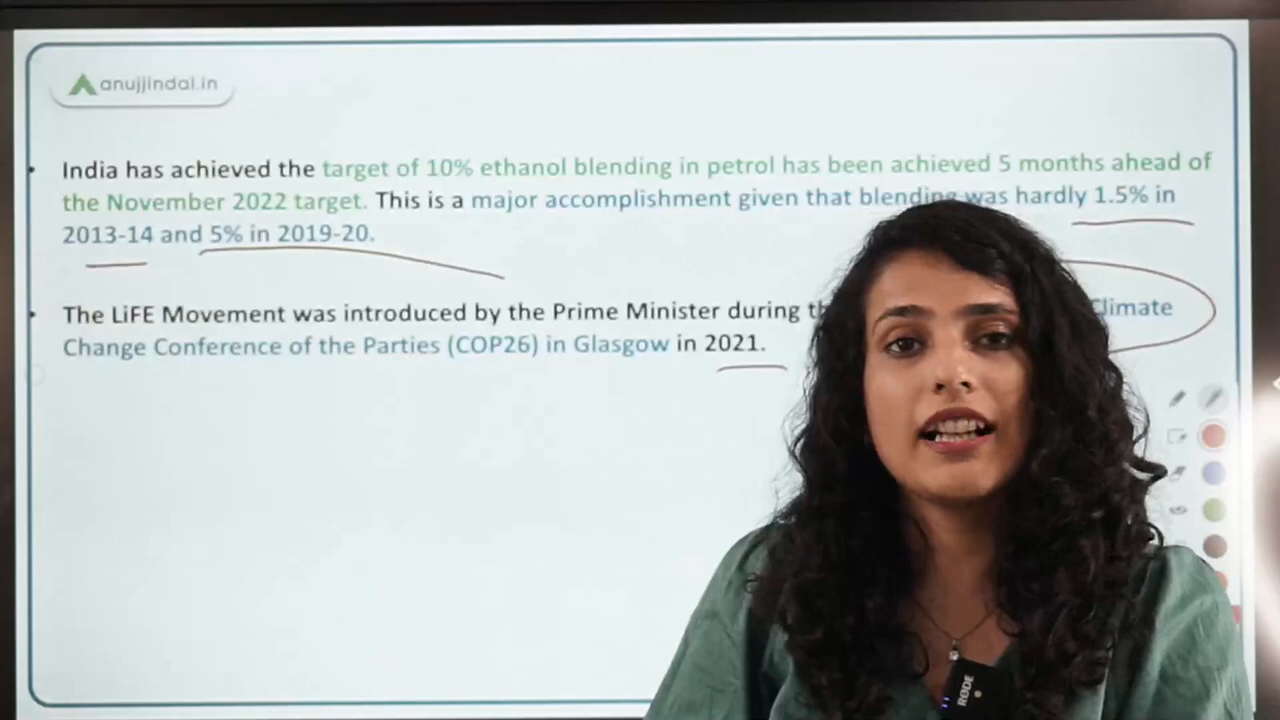 anujjindal.in
India has achieved the target of 10% ethanol blending in petrol has been achieved 5 months ahead of
the November 2022 target. This is a major accomplishment given that blending was hardly 1.5% in
2013-14 and 5% in 2019-20.
The LiFE Movement was introduced by the Prime Minister during Climate
Change Conference of the Parties (COP26) in Glasgow in 2021.
RØDE